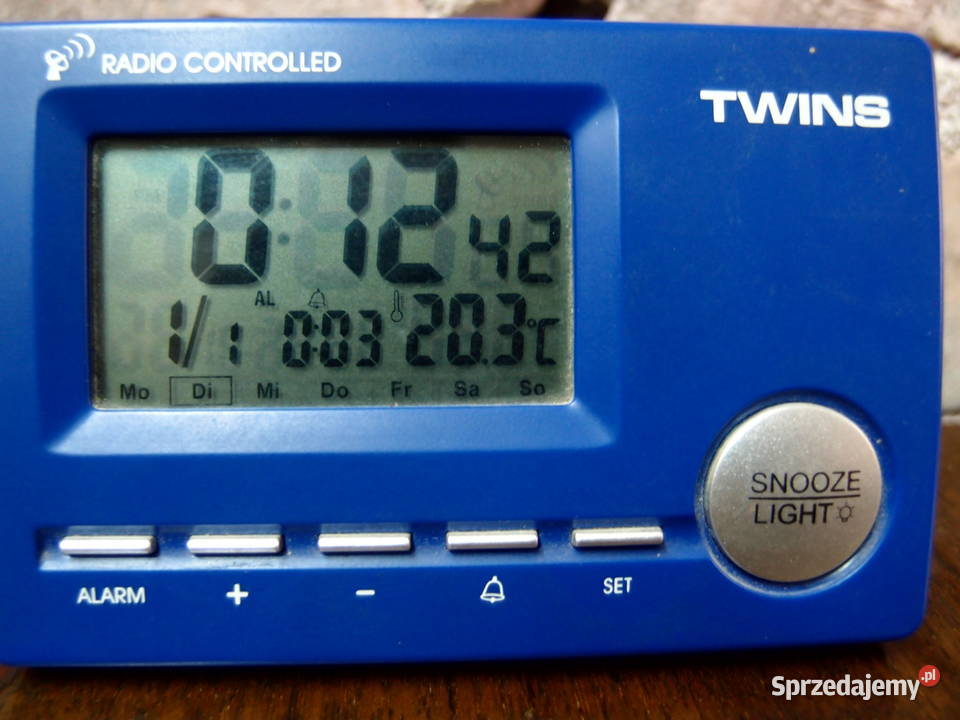 RADIO CONTROLLED
TWINS
0:12 42
AL
1/1 0:03 20.3°C
Mo Di Mi Do Fr Sa So
SNOOZE
LIGHT
ALARM + − SET
Sprzedajemy.pl